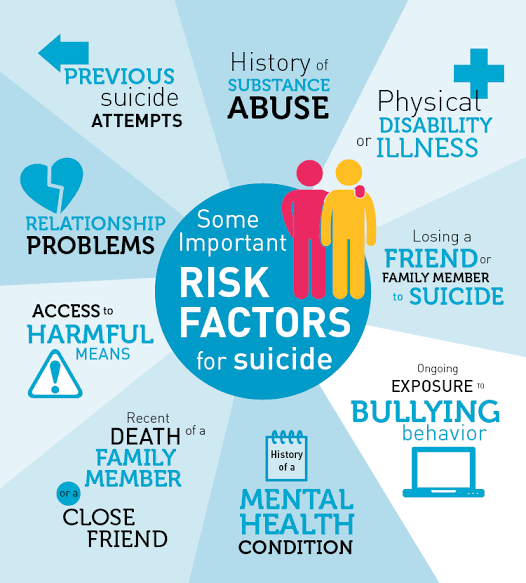 Some
Important
RISK
FACTORS
for suicide
PREVIOUS
suicide
ATTEMPTS
History of
SUBSTANCE
ABUSE
Physical
DISABILITY
or ILLNESS
Losing a
FRIEND or
FAMILY MEMBER
to SUICIDE
Ongoing
EXPOSURE TO
BULLYING
behavior
History
of a
MENTAL
HEALTH
CONDITION
Recent
DEATH of a
FAMILY
MEMBER
or a
CLOSE
FRIEND
ACCESS to
HARMFUL
MEANS
!
RELATIONSHIP
PROBLEMS